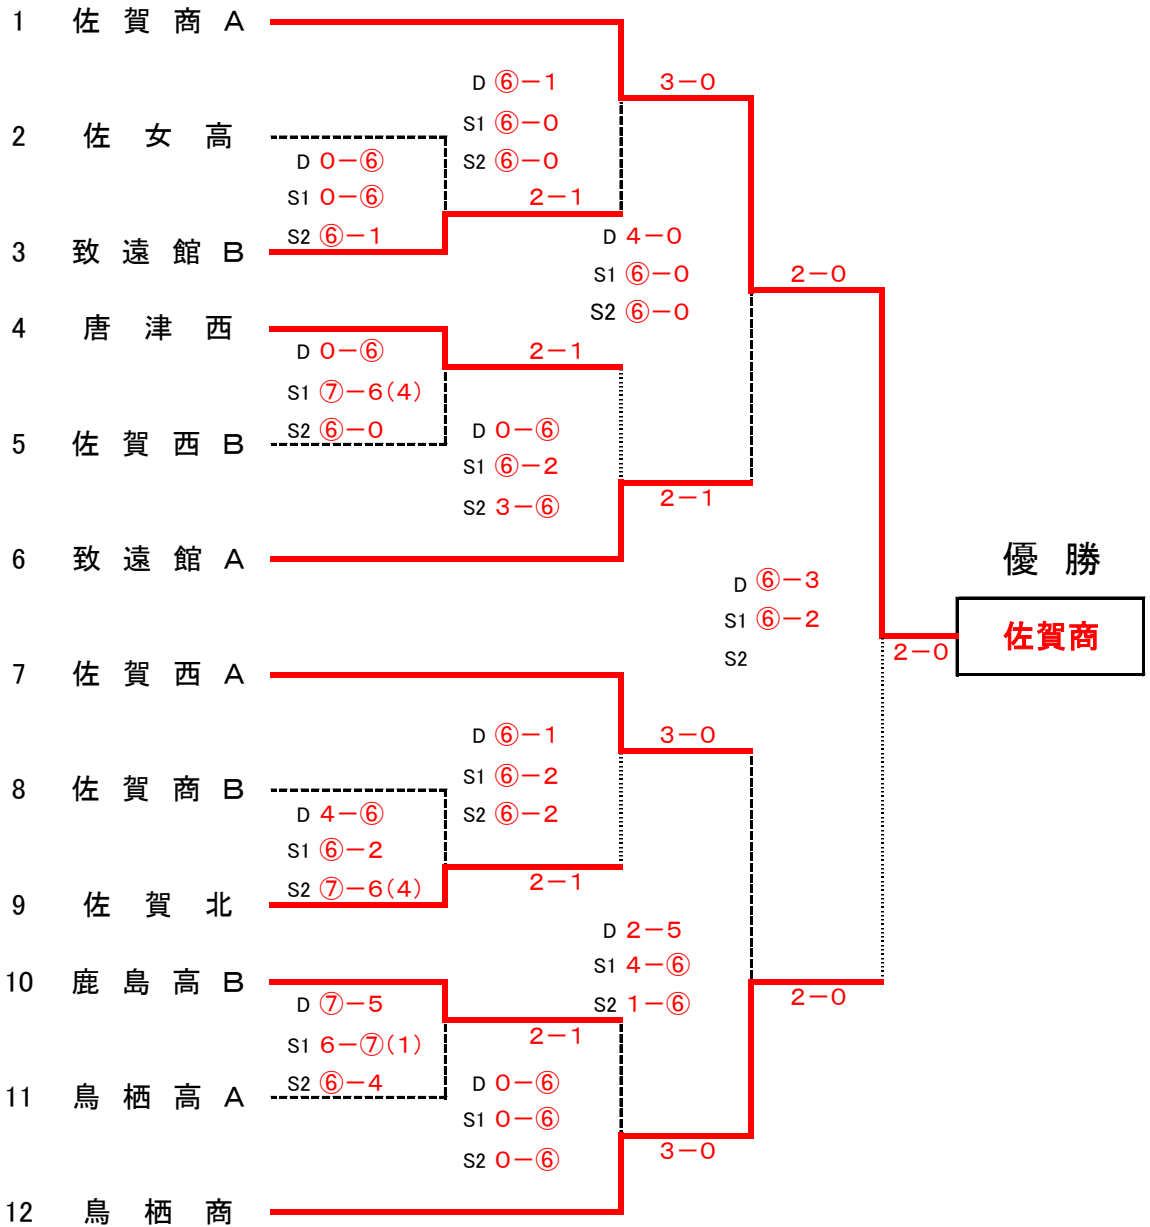 1 佐賀商A
3-0
D ⑥-1
S1 ⑥-0
2 佐女高
D 0-⑥
S2 ⑥-0
S1 0-⑥
2-1
S2 ⑥-1
3 致遠館B
D 4-0
S1 ⑥-0
2-0
S2 ⑥-0
4 唐津西
D 0-⑥
2-1
S1 ⑦-6(4)
S2 ⑥-0
5 佐賀西B
D 0-⑥
S1 ⑥-2
2-1
S2 3-⑥
6 致遠館A
優勝
D ⑥-3
S1 ⑥-2
佐賀商
2-0
S2
7 佐賀西A
3-0
D ⑥-1
S1 ⑥-2
8 佐賀商B
D 4-⑥
S2 ⑥-2
S1 ⑥-2
2-1
S2 ⑦-6(4)
9 佐賀北
D 2-5
S1 4-⑥
10 鹿島高B
2-0
D ⑦-5
S2 1-⑥
2-1
S1 6-⑦(1)
S2 ⑥-4
11 鳥栖高A
D 0-⑥
S1 0-⑥
3-0
S2 0-⑥
12 鳥栖商